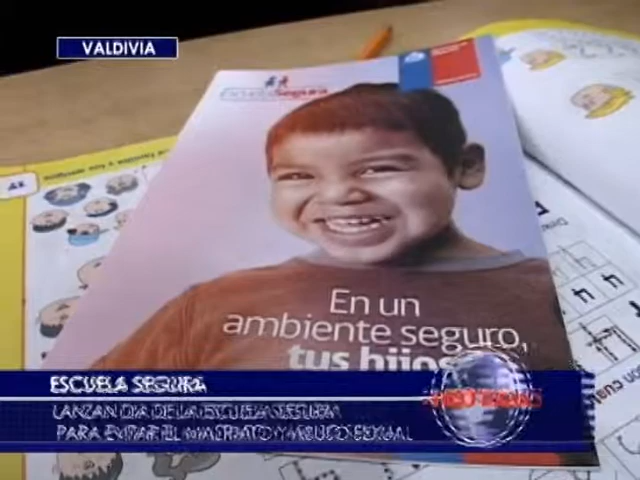 VALDIVIA
EscuelaSegura
En un
ambiente seguro,
tus hijos
ESCUELA SEGURA
LANZAN DIA DE LA ESCUELA SEGURA
PARA EVITAR EL MALTRATO Y ABUSO SEXUAL